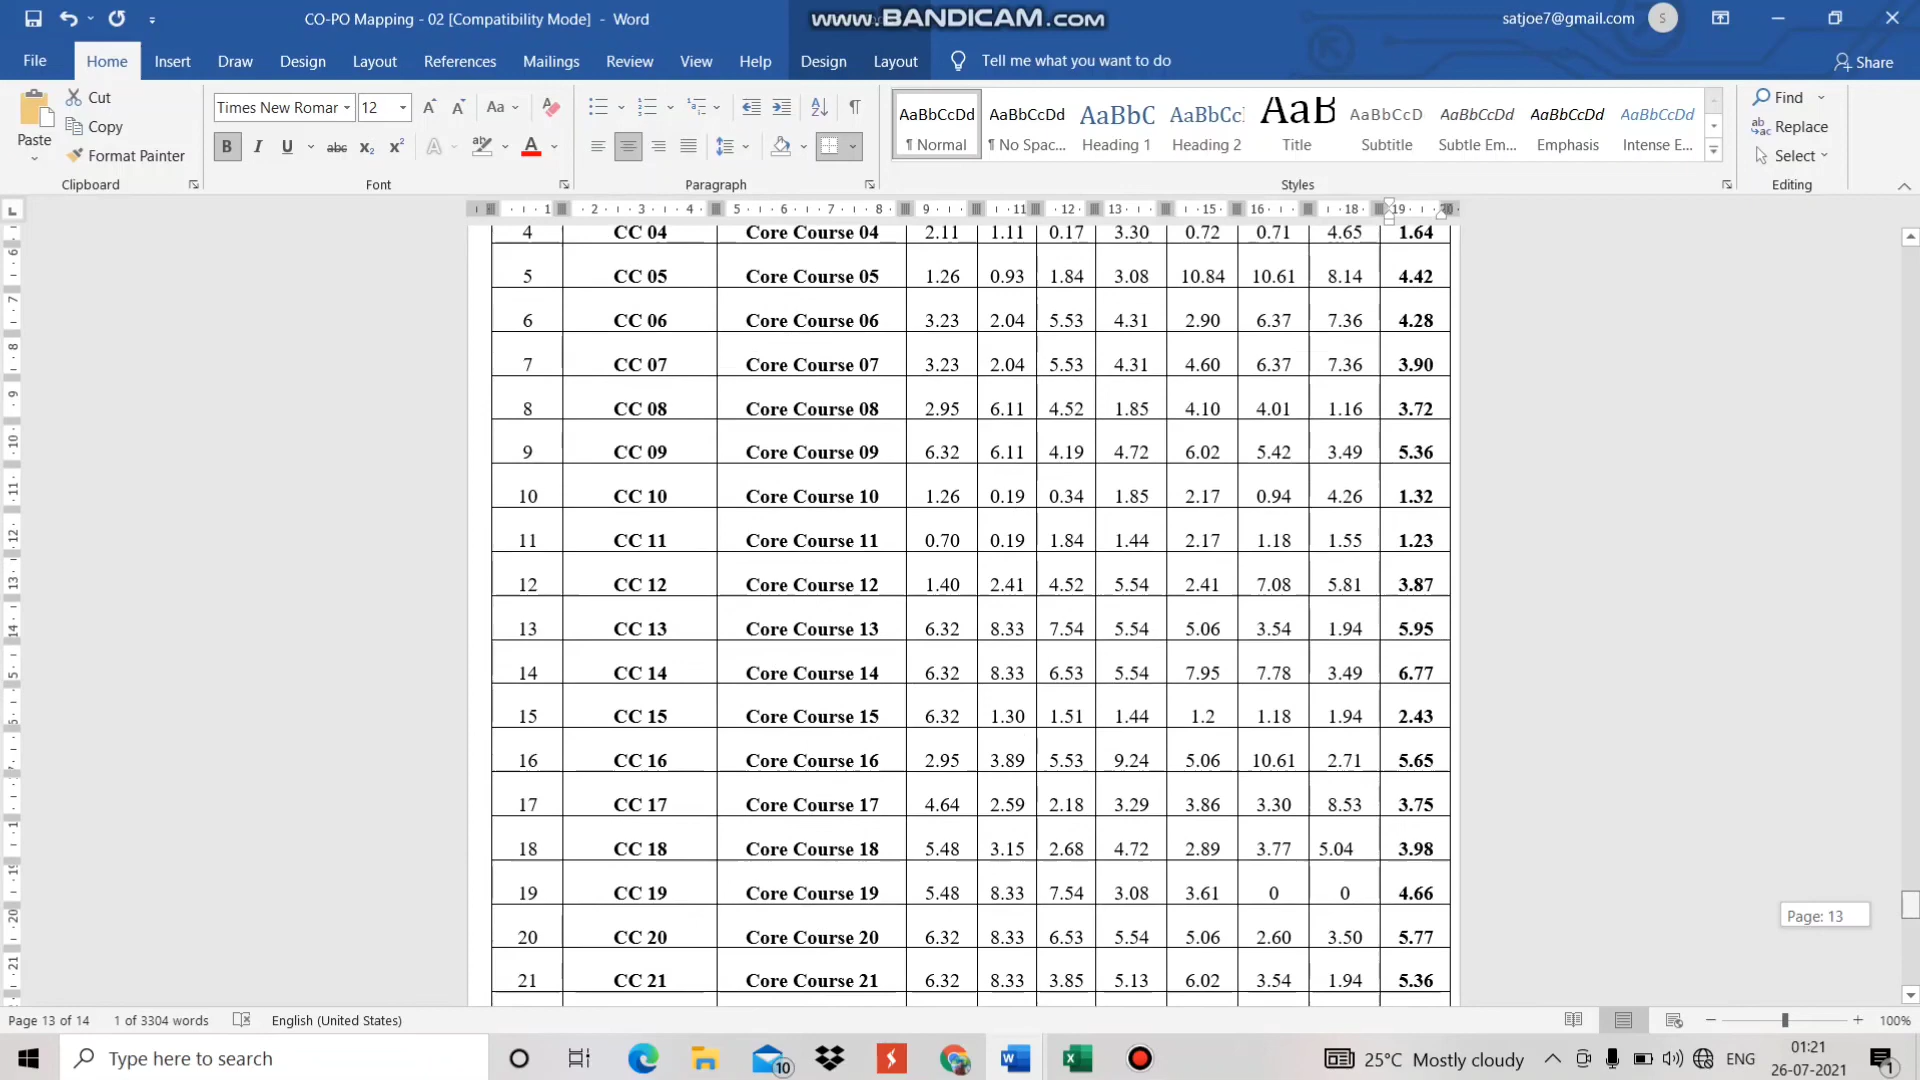 CO-PO Mapping - 02 [Compatibility Mode] - Word
www.BANDICAM.com
satjoe7@gmail.com
S
File Home Insert Draw Design Layout References Mailings Review View Help Design Layout Tell me what you want to do Share
Paste
Cut
Copy
Format Painter
Clipboard
Times New Romar 12 Aa
B I U abc x₂ x² A A
Font
Paragraph
AaBbCcDd AaBbCcDd AaBbC AaBbCc AaB AaBbCcD AaBbCcDd AaBbCcDd AaBbCcDd
¶ Normal ¶ No Spac... Heading 1 Heading 2 Title Subtitle Subtle Em... Emphasis Intense E...
Styles
Find
Replace
Select
Editing
L 1 2 3 4 5 6 7 8 9 11 12 13 15 16 18 19 20
4 CC 04 Core Course 04 2.11 1.11 0.17 3.30 0.72 0.71 4.65 1.64
5 CC 05 Core Course 05 1.26 0.93 1.84 3.08 10.84 10.61 8.14 4.42
6 CC 06 Core Course 06 3.23 2.04 5.53 4.31 2.90 6.37 7.36 4.28
7 CC 07 Core Course 07 3.23 2.04 5.53 4.31 4.60 6.37 7.36 3.90
8 CC 08 Core Course 08 2.95 6.11 4.52 1.85 4.10 4.01 1.16 3.72
9 CC 09 Core Course 09 6.32 6.11 4.19 4.72 6.02 5.42 3.49 5.36
10 CC 10 Core Course 10 1.26 0.19 0.34 1.85 2.17 0.94 4.26 1.32
11 CC 11 Core Course 11 0.70 0.19 1.84 1.44 2.17 1.18 1.55 1.23
12 CC 12 Core Course 12 1.40 2.41 4.52 5.54 2.41 7.08 5.81 3.87
13 CC 13 Core Course 13 6.32 8.33 7.54 5.54 5.06 3.54 1.94 5.95
14 CC 14 Core Course 14 6.32 8.33 6.53 5.54 7.95 7.78 3.49 6.77
15 CC 15 Core Course 15 6.32 1.30 1.51 1.44 1.2 1.18 1.94 2.43
16 CC 16 Core Course 16 2.95 3.89 5.53 9.24 5.06 10.61 2.71 5.65
17 CC 17 Core Course 17 4.64 2.59 2.18 3.29 3.86 3.30 8.53 3.75
18 CC 18 Core Course 18 5.48 3.15 2.68 4.72 2.89 3.77 5.04 3.98
19 CC 19 Core Course 19 5.48 8.33 7.54 3.08 3.61 0 0 4.66
20 CC 20 Core Course 20 6.32 8.33 6.53 5.54 5.06 2.60 3.50 5.77
21 CC 21 Core Course 21 6.32 8.33 3.85 5.13 6.02 3.54 1.94 5.36
Page: 13
Page 13 of 14 1 of 3304 words English (United States) 100%
Type here to search
10
25°C Mostly cloudy
ENG
01:21
26-07-2021
1